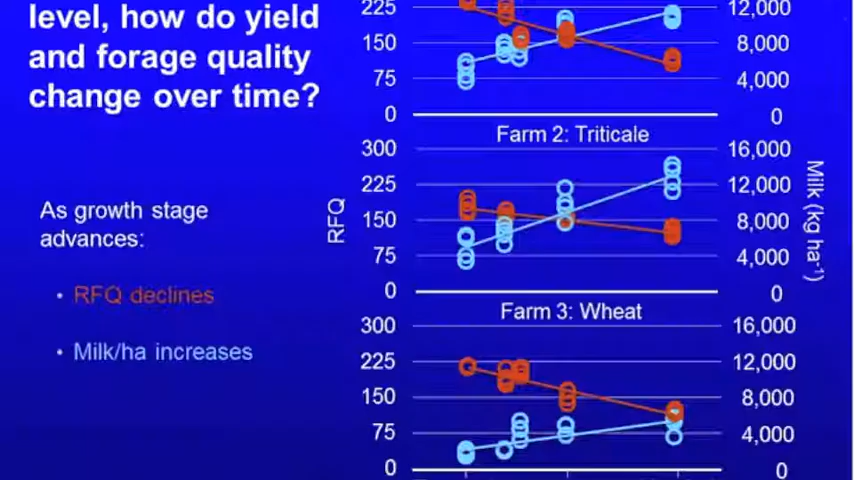 level, how do yield
and forage quality
change over time?
As growth stage
advances:
• RFQ declines
• Milk/ha increases
RFQ
Milk (kg ha-¹)
225
150
75
0
12,000
8,000
4,000
0
Farm 2: Triticale
300
225
150
75
0
16,000
12,000
8,000
4,000
0
Farm 3: Wheat
300
225
150
75
0
16,000
12,000
8,000
4,000
0